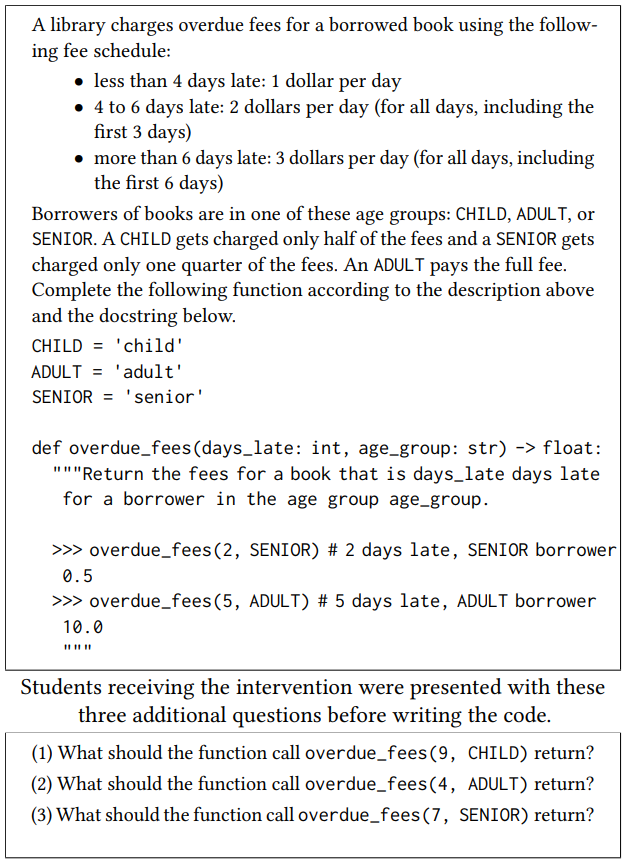 A library charges overdue fees for a borrowed book using the follow-
ing fee schedule:
• less than 4 days late: 1 dollar per day
• 4 to 6 days late: 2 dollars per day (for all days, including the
first 3 days)
• more than 6 days late: 3 dollars per day (for all days, including
the first 6 days)
Borrowers of books are in one of these age groups: CHILD, ADULT, or
SENIOR. A CHILD gets charged only half of the fees and a SENIOR gets
charged only one quarter of the fees. An ADULT pays the full fee.
Complete the following function according to the description above
and the docstring below.
CHILD = 'child'
ADULT = 'adult'
SENIOR = 'senior'
def overdue_fees(days_late: int, age_group: str) -> float:
"""Return the fees for a book that is days_late days late
for a borrower in the age group age_group.
>>> overdue_fees(2, SENIOR) # 2 days late, SENIOR borrower
0.5
>>> overdue_fees(5, ADULT) # 5 days late, ADULT borrower
10.0
"""
Students receiving the intervention were presented with these
three additional questions before writing the code.
(1) What should the function call overdue_fees(9, CHILD) return?
(2) What should the function call overdue_fees(4, ADULT) return?
(3) What should the function call overdue_fees(7, SENIOR) return?